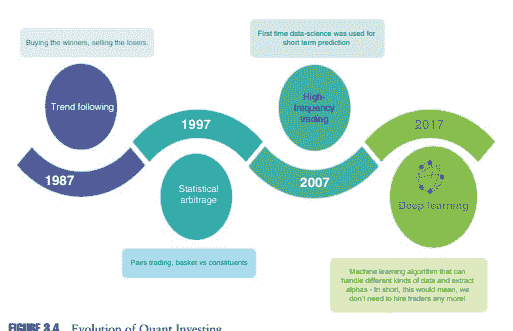 Buying the winners, selling the losers.
First time data-science was used for
short term prediction
Trend following
High-
frequency
trading
1997
2017
1987
2007
Statistical
arbitrage
Deep learning
Pairs trading, basket vs constituents
Machine learning algorithm that can
handle different kinds of data and extract
alphas - In short, this would mean, we
don't need to hire traders any more!
FIGURE 3.4 Evolution of Quant Investing